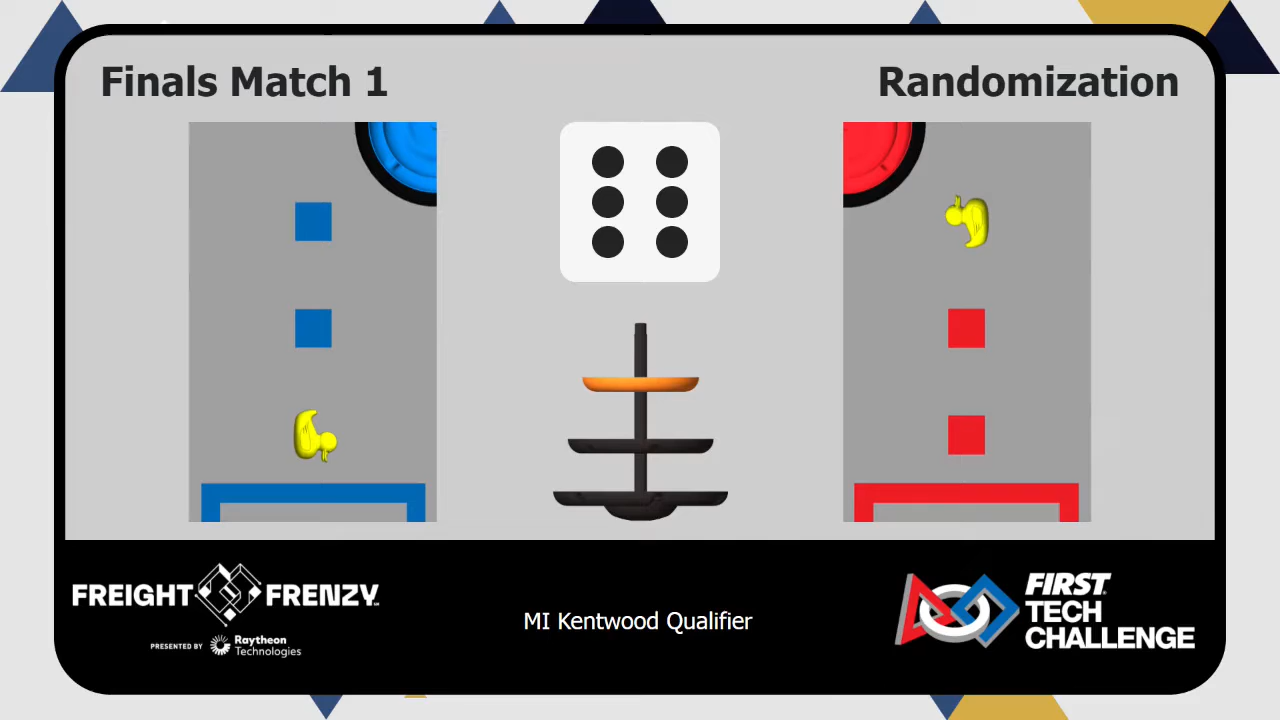 Finals Match 1
Randomization
FREIGHT FRENZY
PRESENTED BY Raytheon Technologies
MI Kentwood Qualifier
FIRST
TECH
CHALLENGE